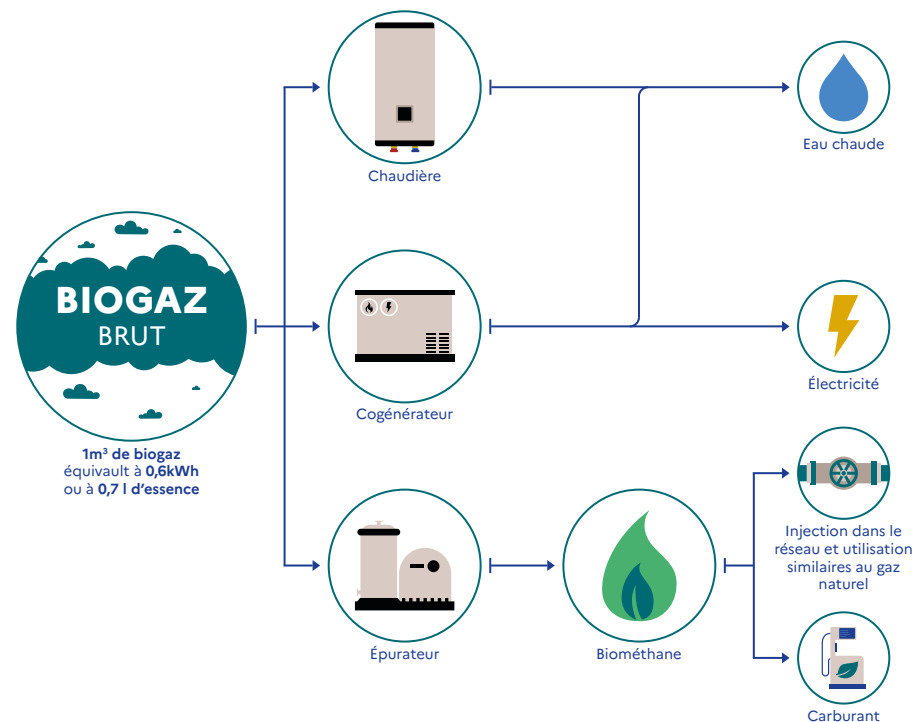 Chaudière
Eau chaude
BIOGAZ
BRUT
1m³ de biogaz
équivaut à 0,6kWh
ou à 0,7 l d’essence
Cogénérateur
Électricité
Épurateur
Biométhane
Injection dans le
réseau et utilisation
similaires au gaz
naturel
Carburant